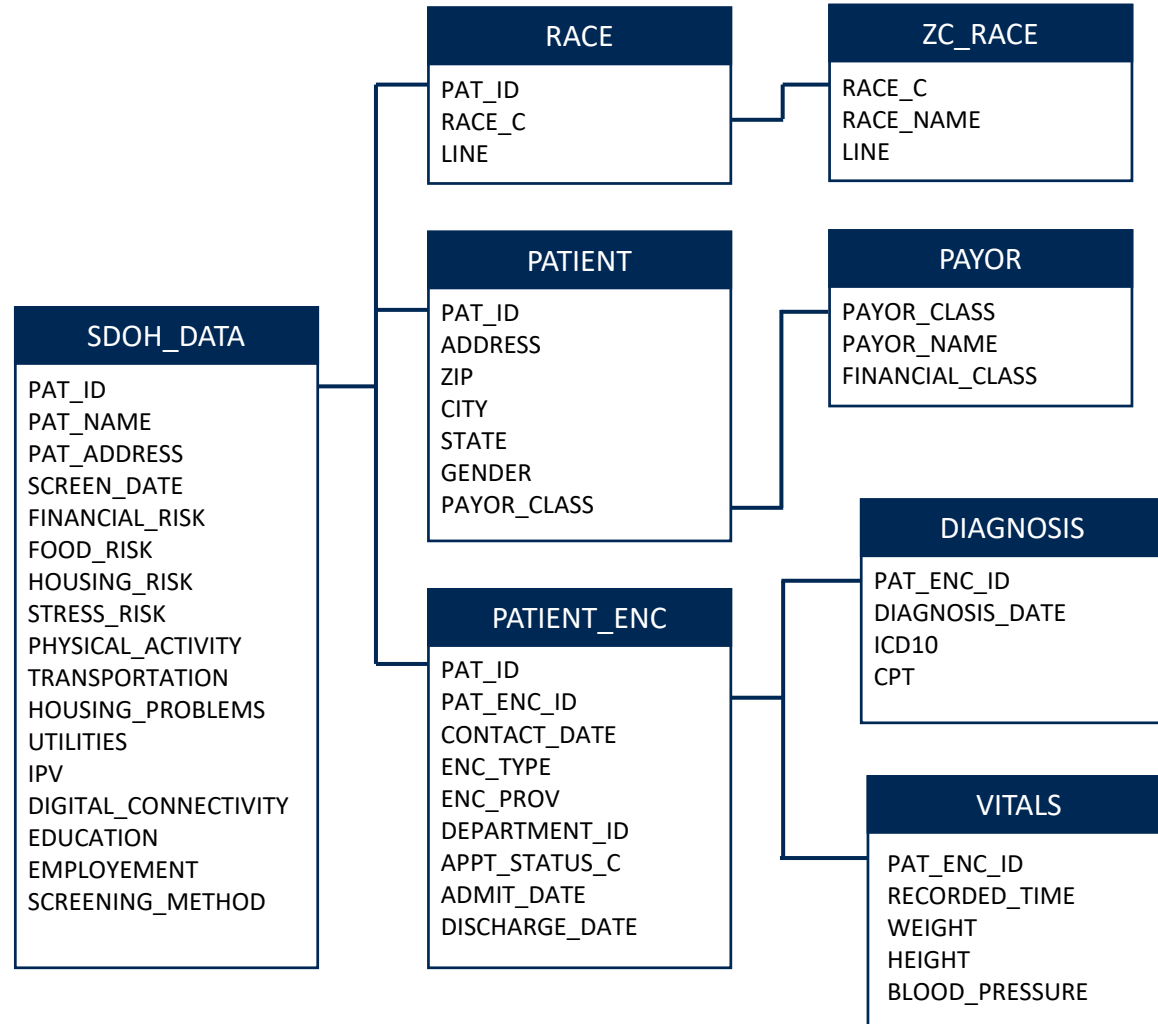 RACE
PAT_ID
RACE_C
LINE
ZC_RACE
RACE_C
RACE_NAME
LINE
PATIENT
PAT_ID
ADDRESS
ZIP
CITY
STATE
GENDER
PAYOR_CLASS
PAYOR
PAYOR_CLASS
PAYOR_NAME
FINANCIAL_CLASS
SDOH_DATA
PAT_ID
PAT_NAME
PAT_ADDRESS
SCREEN_DATE
FINANCIAL_RISK
FOOD_RISK
HOUSING_RISK
STRESS_RISK
PHYSICAL_ACTIVITY
TRANSPORTATION
HOUSING_PROBLEMS
UTILITIES
IPV
DIGITAL_CONNECTIVITY
EDUCATION
EMPLOYEMENT
SCREENING_METHOD
PATIENT_ENC
PAT_ID
PAT_ENC_ID
CONTACT_DATE
ENC_TYPE
ENC_PROV
DEPARTMENT_ID
APPT_STATUS_C
ADMIT_DATE
DISCHARGE_DATE
DIAGNOSIS
PAT_ENC_ID
DIAGNOSIS_DATE
ICD10
CPT
VITALS
PAT_ENC_ID
RECORDED_TIME
WEIGHT
HEIGHT
BLOOD_PRESSURE